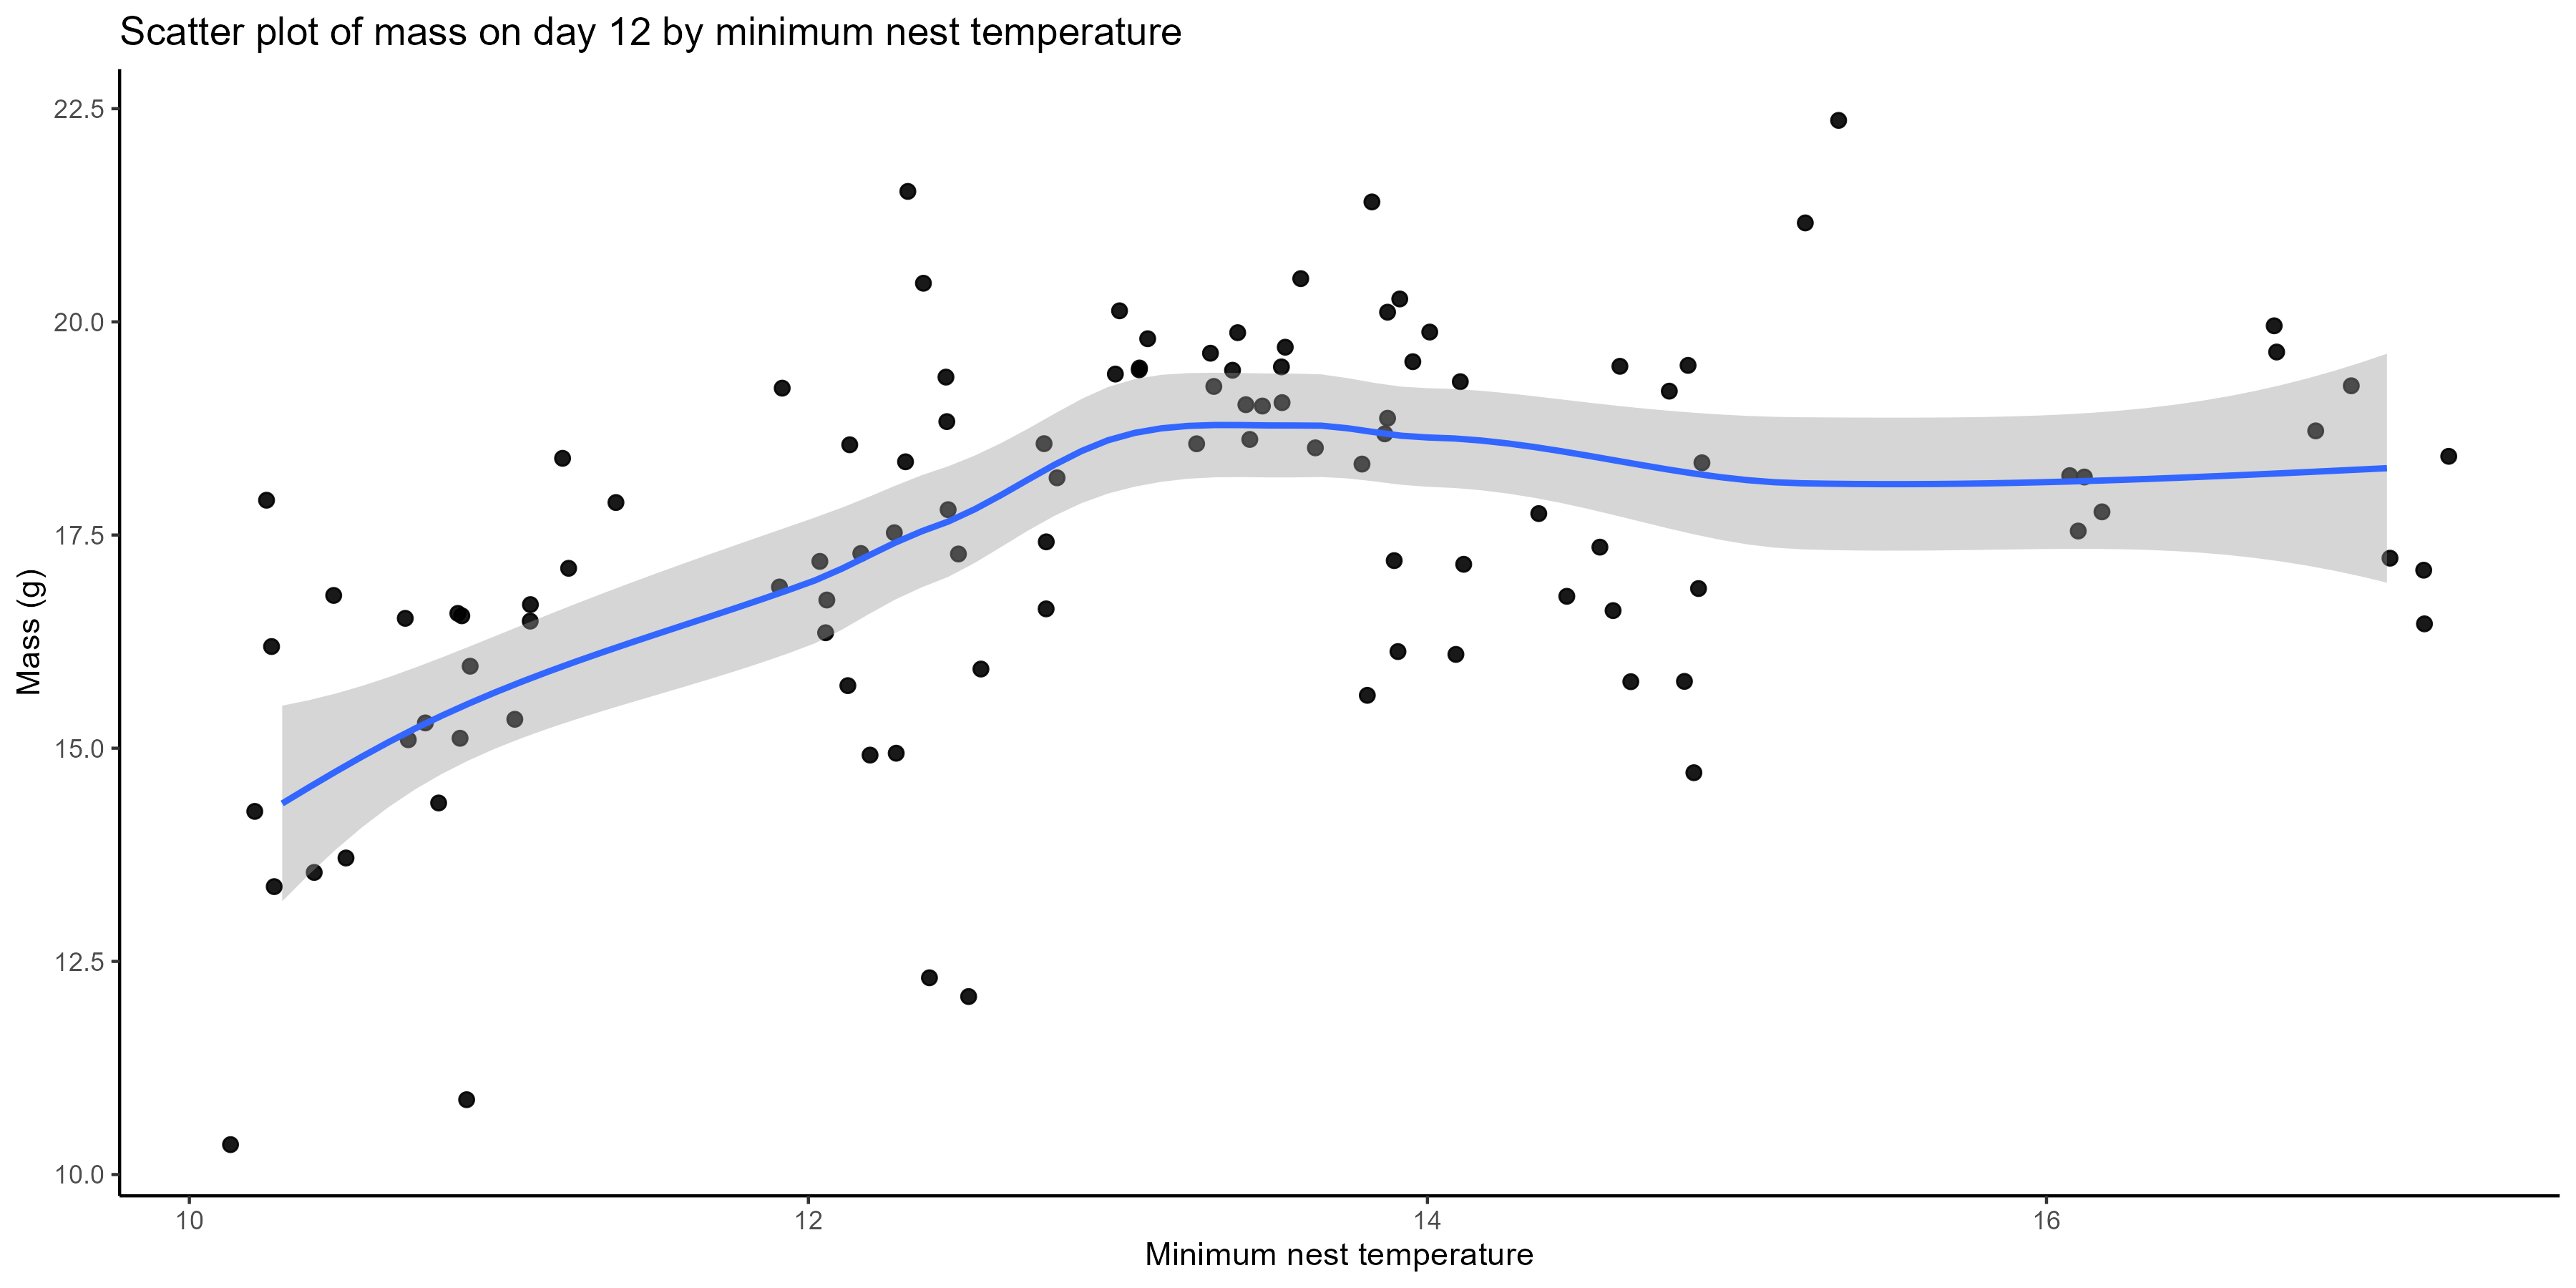 Scatter plot of mass on day 12 by minimum nest temperature
22.5
20.0
17.5
15.0
12.5
10.0
Mass (g)
10 12 14 16
Minimum nest temperature